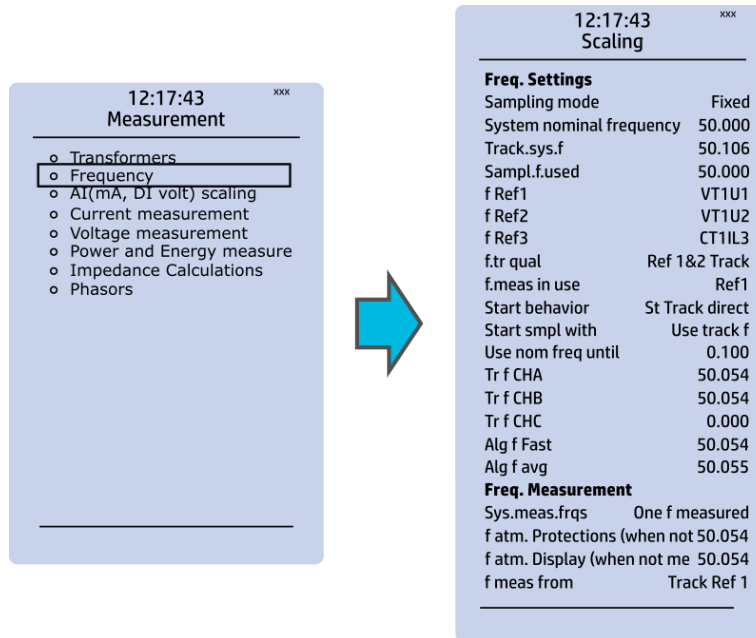 12:17:43 xxx
Measurement
Transformers
Frequency
AI(mA, DI volt) scaling
Current measurement
Voltage measurement
Power and Energy measure
Impedance Calculations
Phasors
12:17:43 xxx
Scaling
Freq. Settings
Sampling mode Fixed
System nominal frequency 50.000
Track.sys.f 50.106
Sampl.f.used 50.000
f Ref1 VT1U1
f Ref2 VT1U2
f Ref3 CT1IL3
f.tr qual Ref 1&2 Track
f.meas in use Ref1
Start behavior St Track direct
Start smpl with Use track f
Use nom freq until 0.100
Tr f CHA 50.054
Tr f CHB 50.054
Tr f CHC 0.000
Alg f Fast 50.054
Alg f avg 50.055
Freq. Measurement
Sys.meas.frqs One f measured
f atm. Protections (when not 50.054
f atm. Display (when not me 50.054
f meas from Track Ref 1